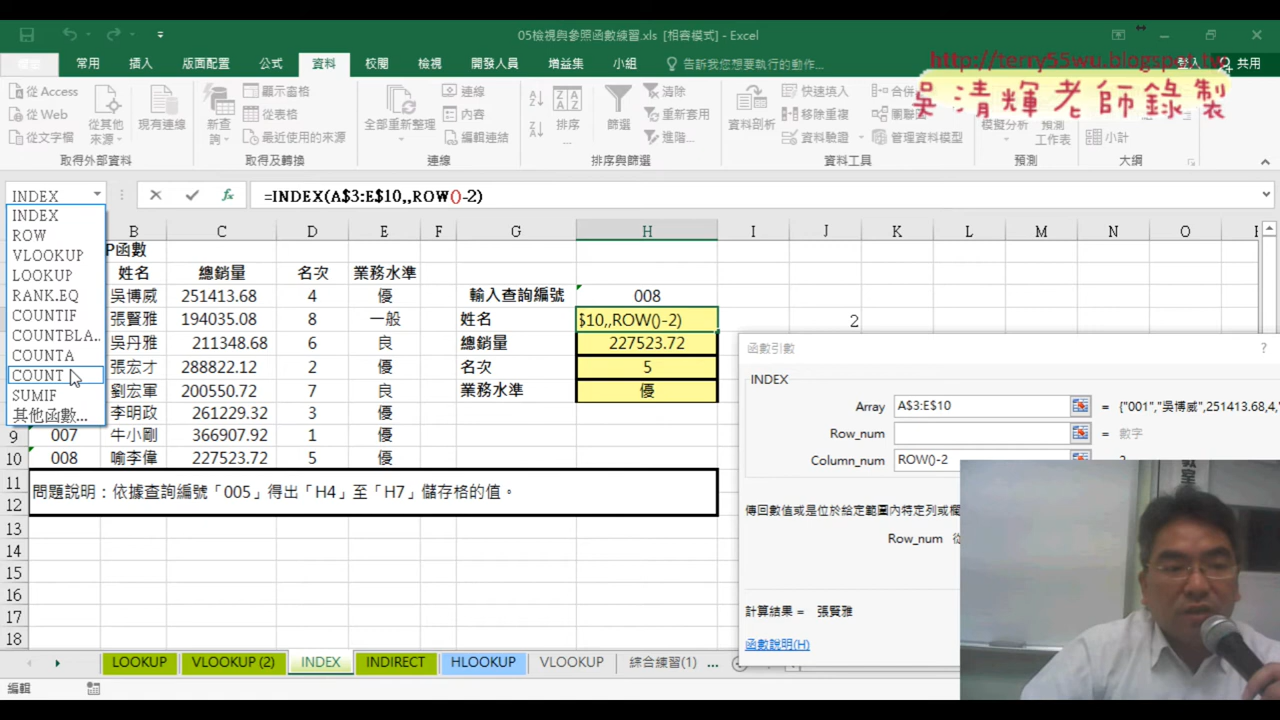 05檢視與參照函數練習.xls [相容模式] - Excel
http://terry55wu.blogspot.tw
吳清輝老師錄製
常用 插入 版面配置 公式 資料 校閱 檢視 開發人員 增益集 小組 告訴我您想要執行的動作... 登入 共用
從 Access
從 Web
從文字檔
從其他來源
現有連線
新查詢
顯示窗格
從表格
最近使用的來源
全部重新整理
連線
內容
編輯連結
排序
篩選
清除
重新套用
進階...
資料剖析
快速填入
移除重複
資料驗證
管理資料模型
模擬分析
預測工作表
小計
取得外部資料 取得及轉換 連線 排序與篩選 資料工具 預測 大綱
INDEX =INDEX(A$3:E$10,,ROW()-2)
INDEX
ROW
VLOOKUP
LOOKUP
RANK.EQ
COUNTIF
COUNTBLA...
COUNTA
COUNT
SUMIF
其他函數...
B C D E F G H I J K L M N O
P函數
姓名 總銷量 名次 業務水準
吳博威 251413.68 4 優 輸入查詢編號 008
張賢雅 194035.08 8 一般 姓名 $10,,ROW()-2) 2
吳丹雅 211348.68 6 良 總銷量 227523.72
張宏才 288822.12 2 優 名次 5
劉宏軍 200550.72 7 良 業務水準 優
李明政 261229.32 3 優
9 007 牛小剛 366907.92 1 優
10 008 喻李偉 227523.72 5 優
11
問題說明：依據查詢編號「005」得出「H4」至「H7」儲存格的值。
12
13
14
15
16
17
18
函數引數 ?
INDEX
Array A$3:E$10 = {"001","吳博威",251413.68,4,"
Row_num = 數字
Column_num ROW()-2
傳回數值或是位於給定範圍內特定列或欄
Row_num 從
計算結果 = 張賢雅
函數說明(H)
LOOKUP VLOOKUP (2) INDEX INDIRECT HLOOKUP VLOOKUP 綜合練習(1) ...
編輯